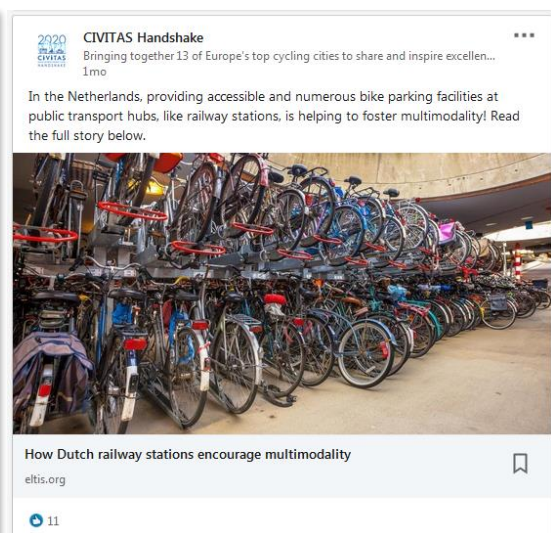 2020
CIVITAS
HANDSHAKE
CIVITAS Handshake
Bringing together 13 of Europe's top cycling cities to share and inspire excellen...
1mo
In the Netherlands, providing accessible and numerous bike parking facilities at
public transport hubs, like railway stations, is helping to foster multimodality! Read
the full story below.
How Dutch railway stations encourage multimodality
eltis.org
11